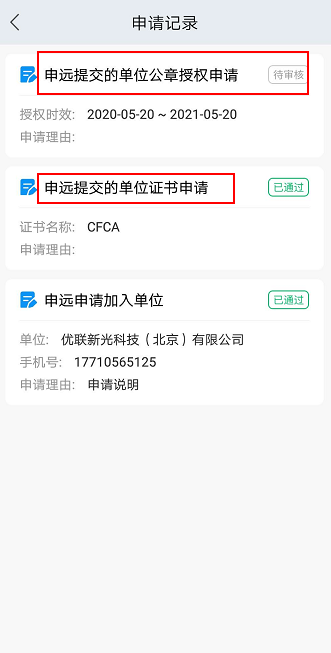 申请记录
申远提交的单位公章授权申请 待审核
授权时效: 2020-05-20 ~ 2021-05-20
申请理由:
申远提交的单位证书申请 已通过
证书名称: CFCA
申请理由:
申远申请加入单位 已通过
单位: 优联新光科技（北京）有限公司
手机号: 17710565125
申请理由: 申请说明